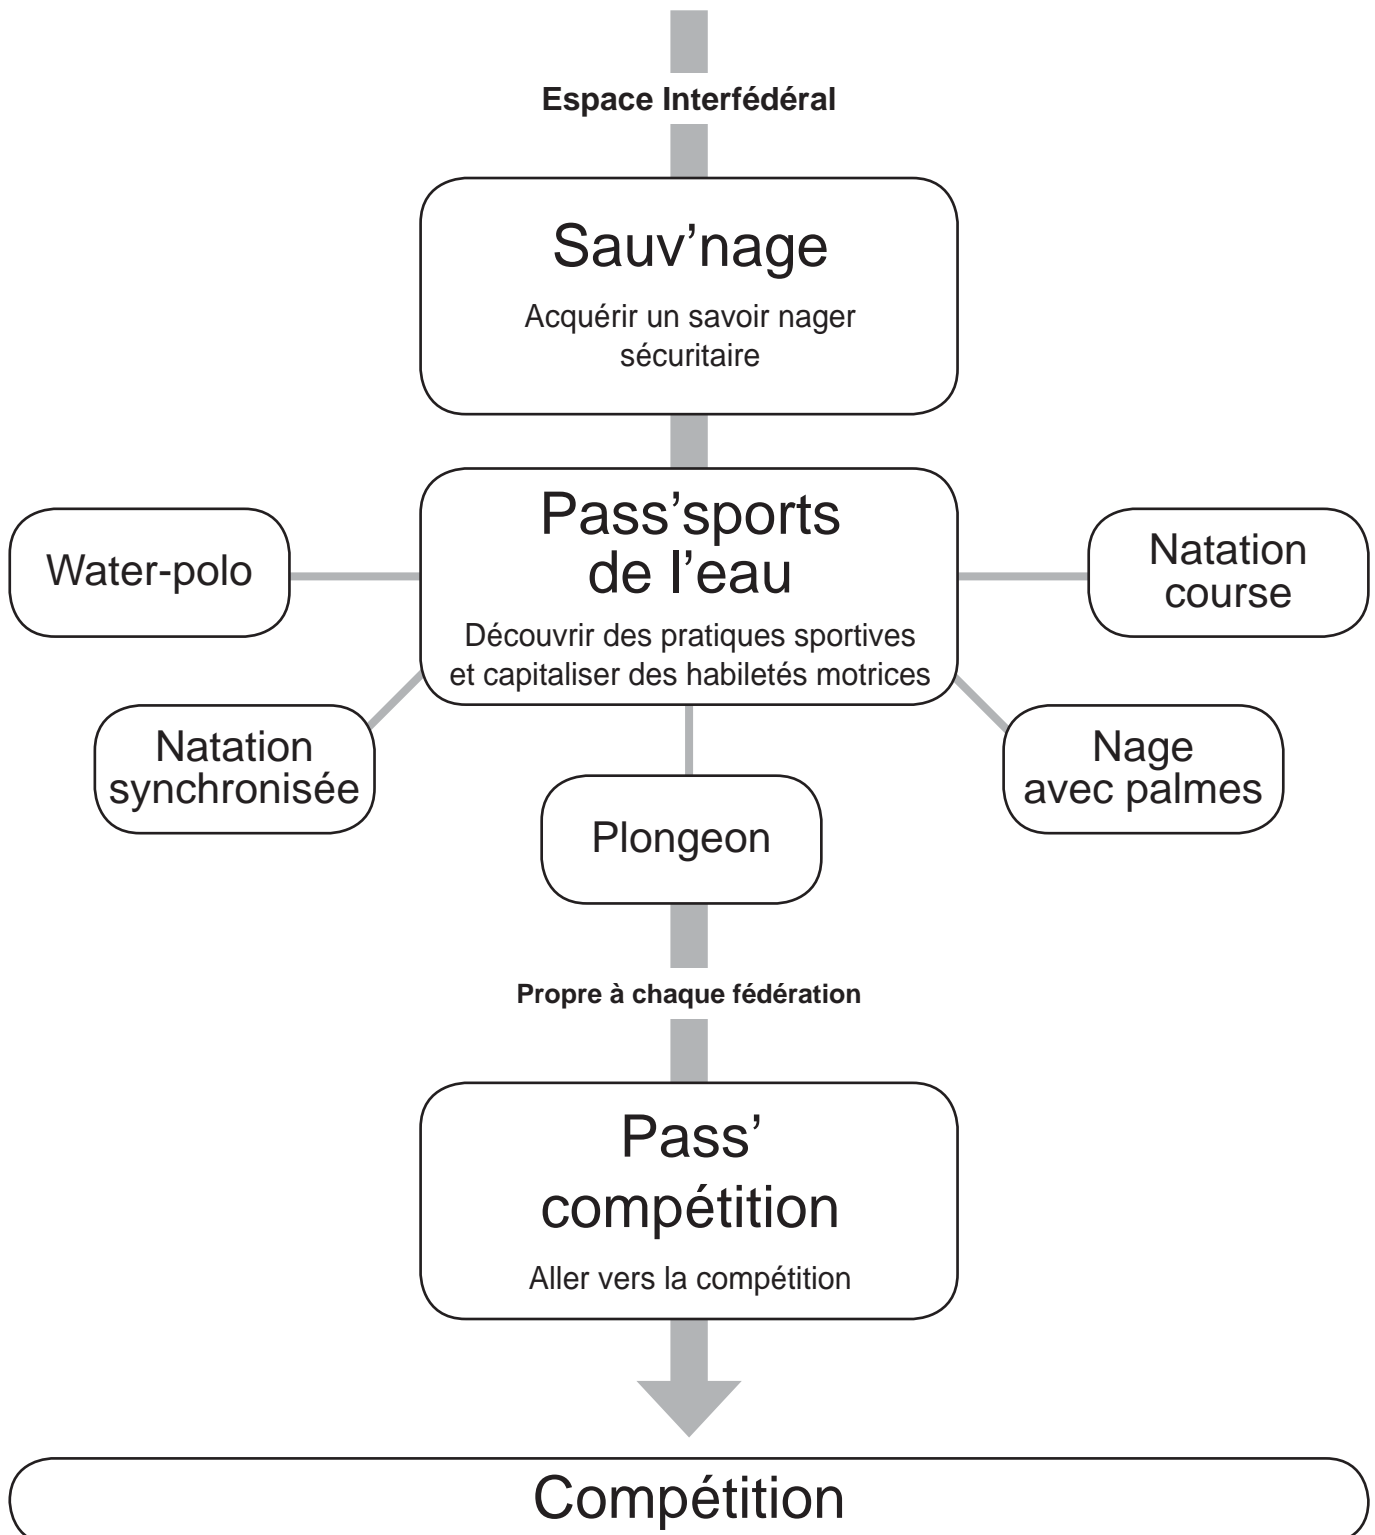 Espace Interfédéral
Sauv’nage
Acquérir un savoir nager
sécuritaire
Pass’sports
de l’eau
Découvrir des pratiques sportives
et capitaliser des habiletés motrices
Water-polo
Natation
course
Natation
synchronisée
Nage
avec palmes
Plongeon
Propre à chaque fédération
Pass’
compétition
Aller vers la compétition
Compétition